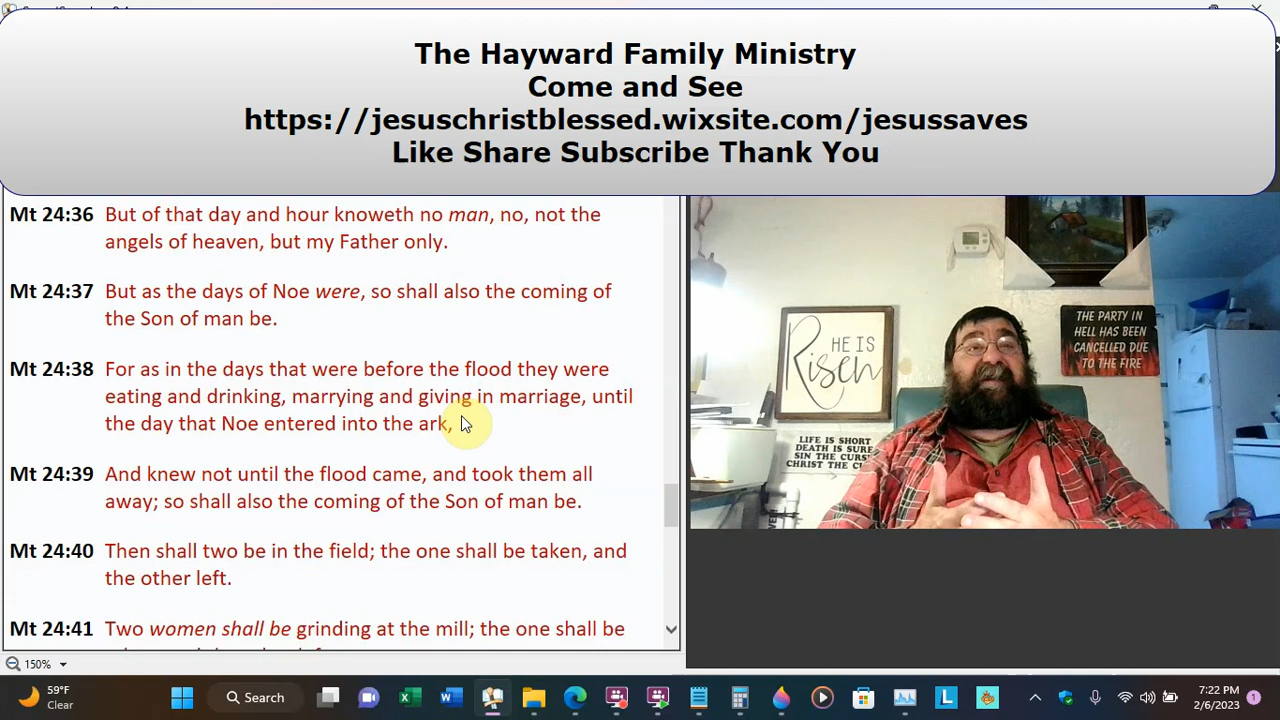 The Hayward Family Ministry
Come and See
https://jesuschristblessed.wixsite.com/jesussaves
Like Share Subscribe Thank You
Mt 24:36 But of that day and hour knoweth no man, no, not the
angels of heaven, but my Father only.
Mt 24:37 But as the days of Noe were, so shall also the coming of
the Son of man be.
Mt 24:38 For as in the days that were before the flood they were
eating and drinking, marrying and giving in marriage, until
the day that Noe entered into the ark,
Mt 24:39 And knew not until the flood came, and took them all
away; so shall also the coming of the Son of man be.
Mt 24:40 Then shall two be in the field; the one shall be taken, and
the other left.
Mt 24:41 Two women shall be grinding at the mill; the one shall be
150%
HE IS
Risen
THE PARTY IN
HELL HAS BEEN
CANCELLED DUE
TO THE FIRE
LIFE IS SHORT
DEATH IS SURE
SIN THE CURS
CHRIST THE CU
59°F
Clear
Search
7:22 PM
2/6/2023
1